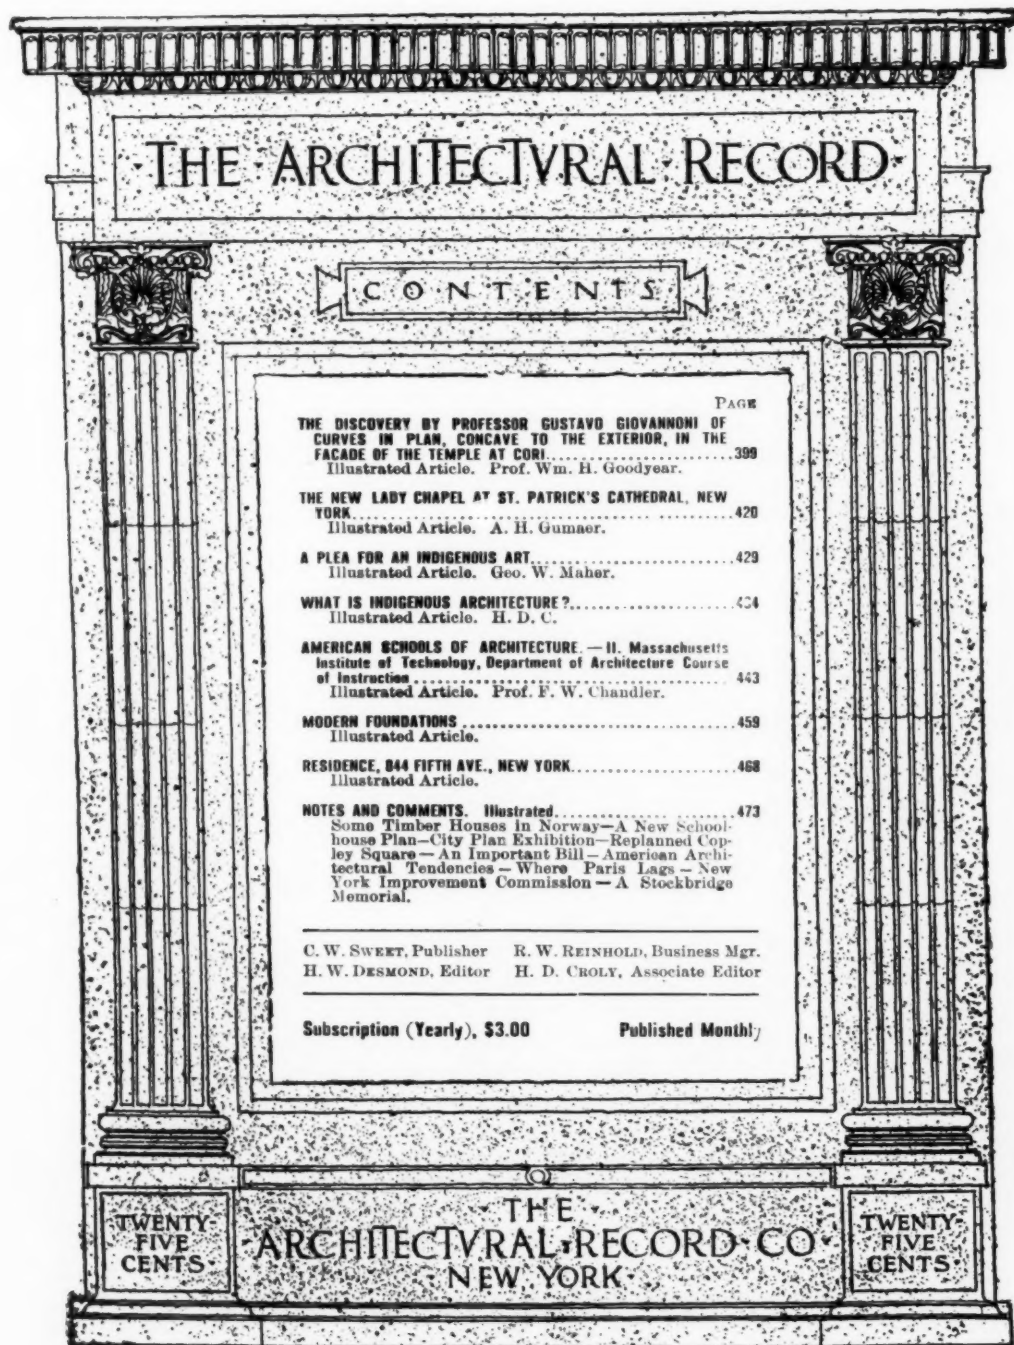 THE ARCHITECTVRAL RECORD
CONTENTS
PAGE
THE DISCOVERY BY PROFESSOR GUSTAVO GIOVANNONI OF
CURVES IN PLAN, CONCAVE TO THE EXTERIOR, IN THE
FACADE OF THE TEMPLE AT CORI........................399
Illustrated Article. Prof. Wm. H. Goodyear.
THE NEW LADY CHAPEL AT ST. PATRICK'S CATHEDRAL, NEW
YORK........................420
Illustrated Article. A. H. Gumaer.
A PLEA FOR AN INDIGENOUS ART........................429
Illustrated Article. Geo. W. Maher.
WHAT IS INDIGENOUS ARCHITECTURE?........................434
Illustrated Article. H. D. C.
AMERICAN SCHOOLS OF ARCHITECTURE.—II. Massachusetts
Institute of Technology, Department of Architecture Course
of Instruction........................443
Illustrated Article. Prof. F. W. Chandler.
MODERN FOUNDATIONS........................459
Illustrated Article.
RESIDENCE, 844 FIFTH AVE., NEW YORK........................468
Illustrated Article.
NOTES AND COMMENTS. Illustrated........................473
Some Timber Houses in Norway—A New School-
house Plan—City Plan Exhibition—Replanned Cop-
ley Square—An Important Bill—American Archi-
tectural Tendencies—Where Paris Lags—New
York Improvement Commission—A Stockbridge
Memorial.
C. W. SWEET, Publisher R. W. REINHOLD, Business Mgr.
H. W. DESMOND, Editor H. D. CROLY, Associate Editor
Subscription (Yearly), $3.00 Published Monthly
TWENTY-
FIVE
CENTS
THE
ARCHITECTVRAL RECORD CO
NEW YORK
TWENTY-
FIVE
CENTS